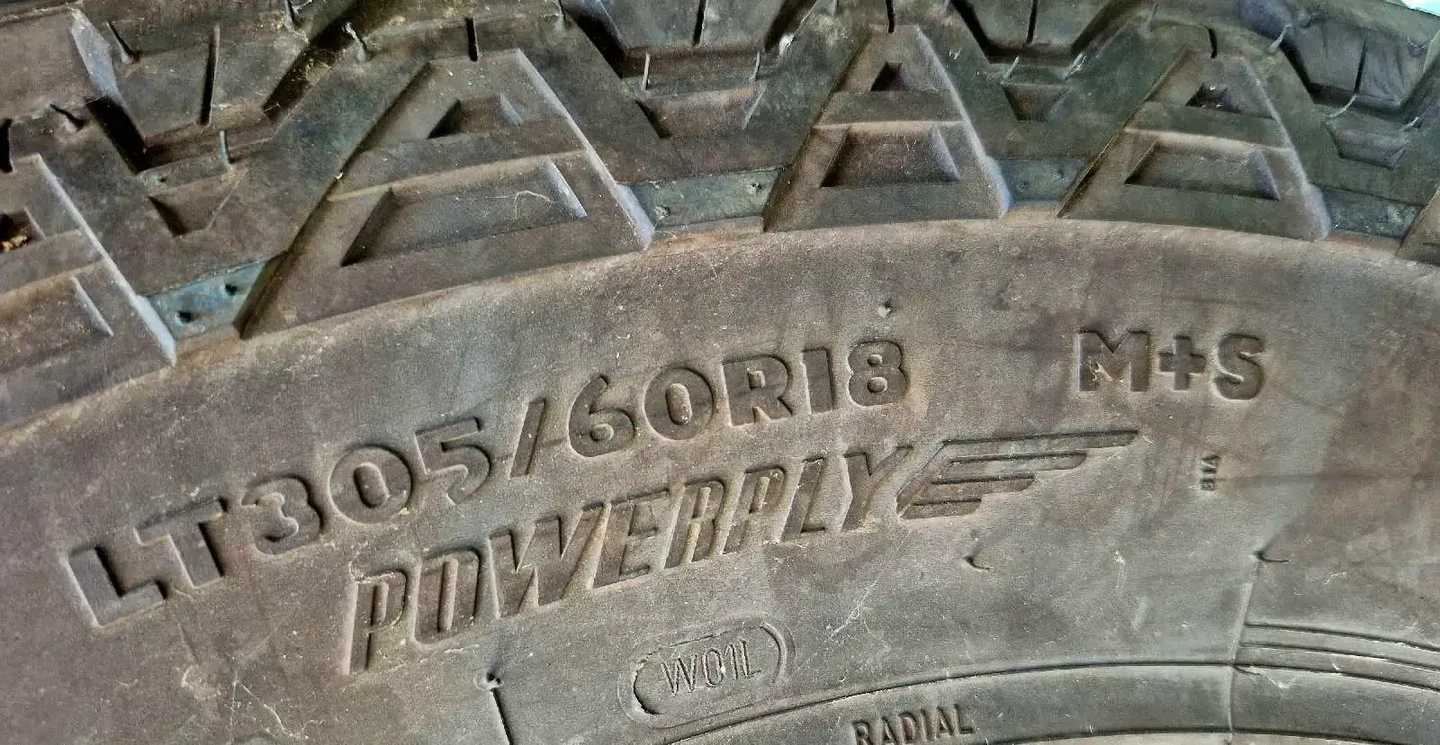 LT305/60R18
M+S
POWERPLY
W01L
RADIAL